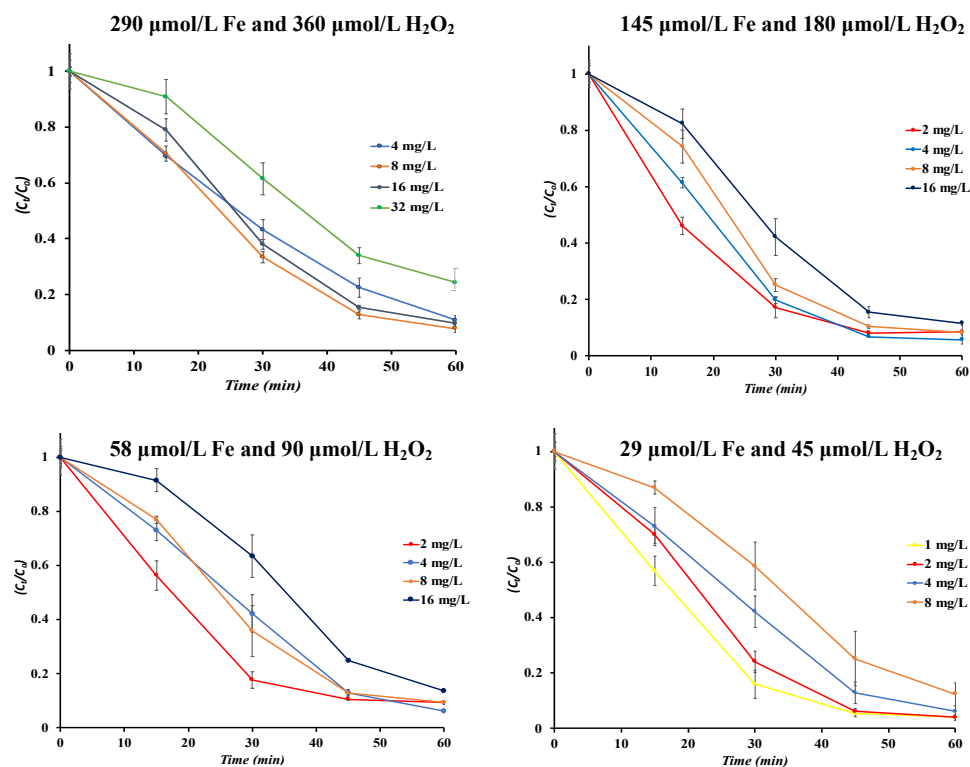 290 µmol/L Fe and 360 µmol/L H₂O₂
1
0.8
0.6
0.4
0.2
0
(Cₜ/C₀)
0
10
20
30
40
50
60
Time (min)
4 mg/L
8 mg/L
16 mg/L
32 mg/L
145 µmol/L Fe and 180 µmol/L H₂O₂
1
0.8
0.6
0.4
0.2
0
(Cₜ/C₀)
0
10
20
30
40
50
60
Time (min)
2 mg/L
4 mg/L
8 mg/L
16 mg/L
58 µmol/L Fe and 90 µmol/L H₂O₂
1
0.8
0.6
0.4
0.2
0
(Cₜ/C₀)
0
10
20
30
40
50
60
Time (min)
2 mg/L
4 mg/L
8 mg/L
16 mg/L
29 µmol/L Fe and 45 µmol/L H₂O₂
1
0.8
0.6
0.4
0.2
0
(Cₜ/C₀)
0
10
20
30
40
50
60
Time (min)
1 mg/L
2 mg/L
4 mg/L
8 mg/L